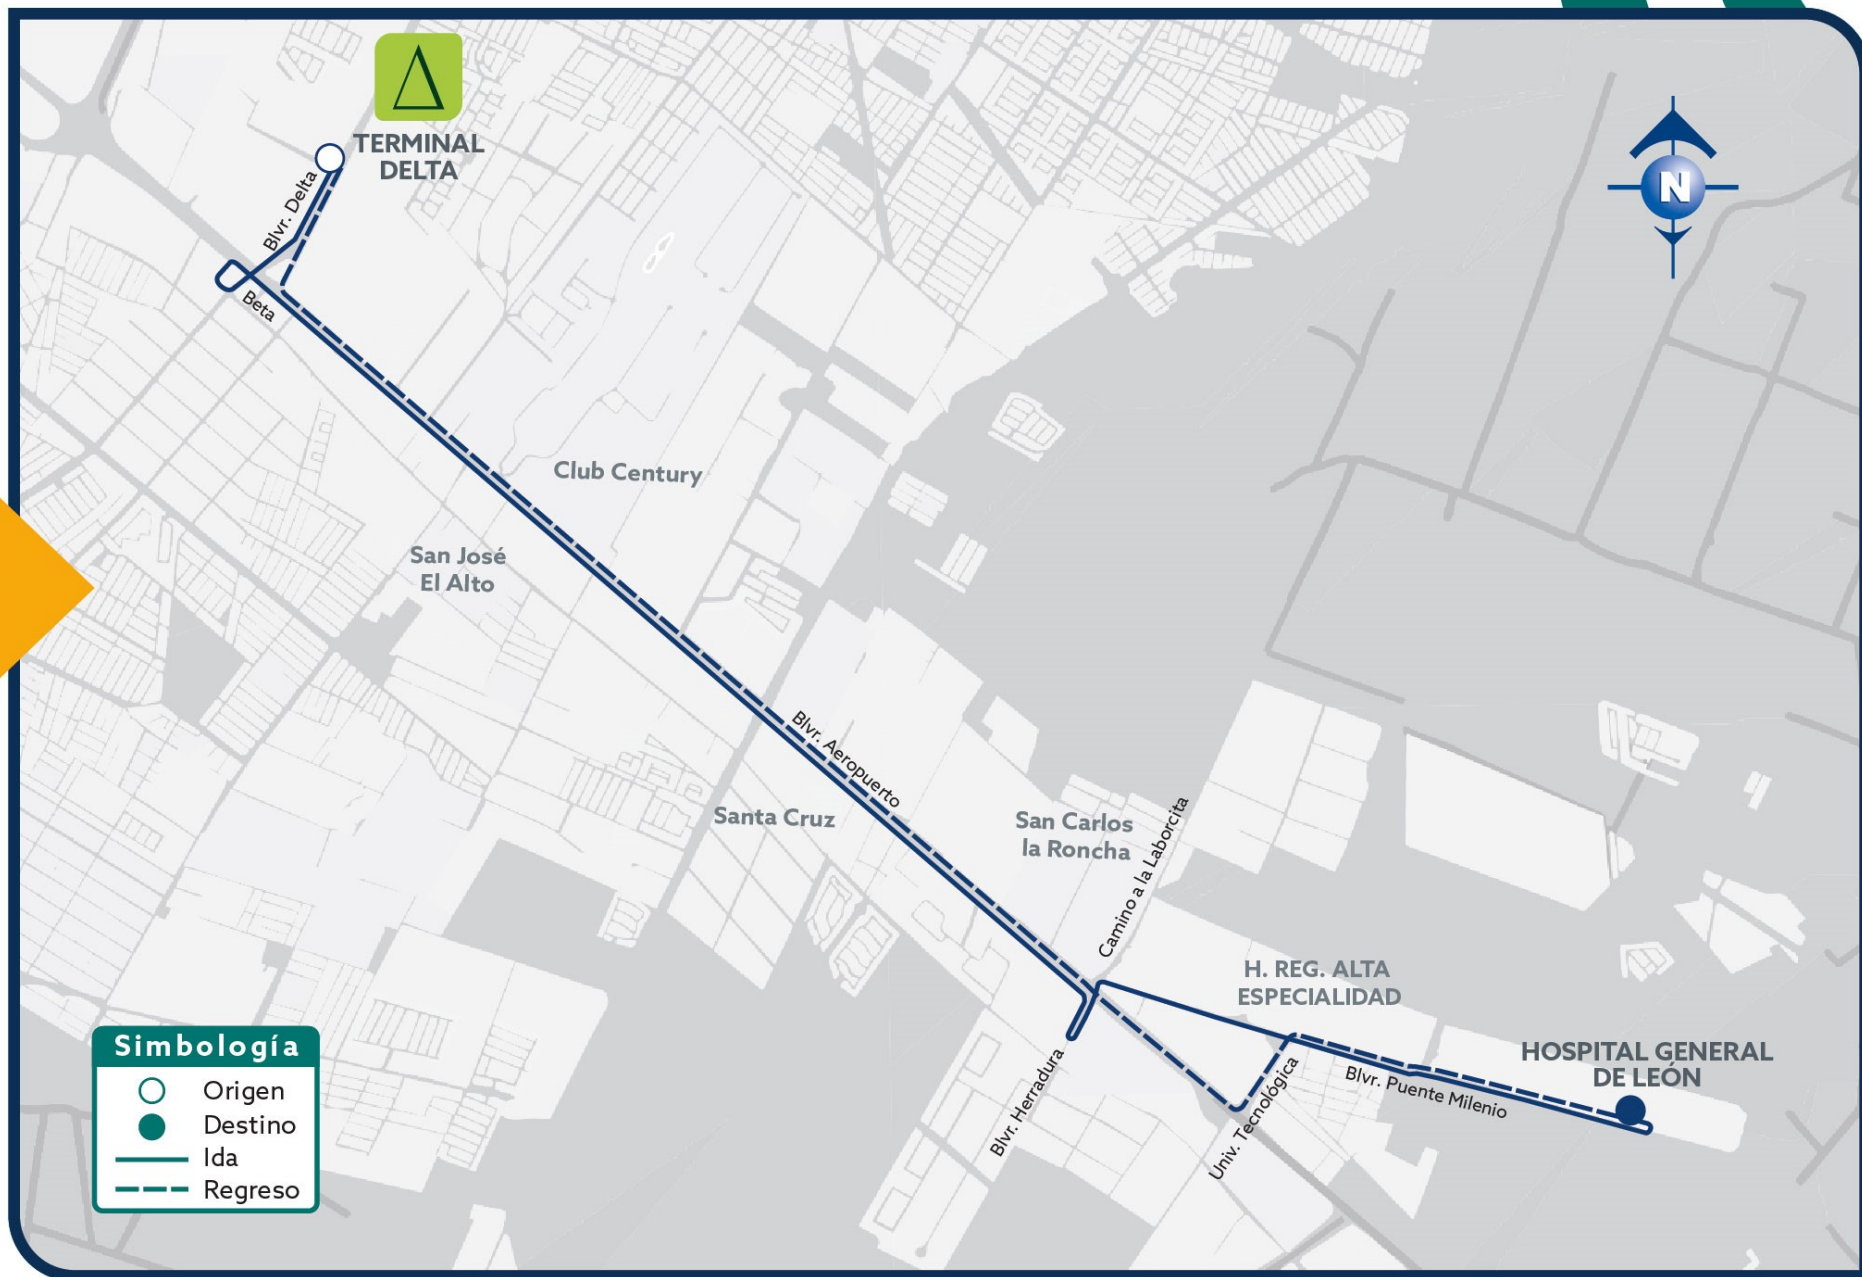 TERMINAL
DELTA
N
Blvr. Delta
Beta
Club Century
San José
El Alto
Blvr. Aeropuerto
Santa Cruz
San Carlos
la Roncha
Camino a la Laborcita
H. REG. ALTA
ESPECIALIDAD
HOSPITAL GENERAL
DE LEÓN
Blvr. Puente Milenio
Blvr. Herradura
Univ. Tecnológica
Simbología
Origen
Destino
Ida
Regreso